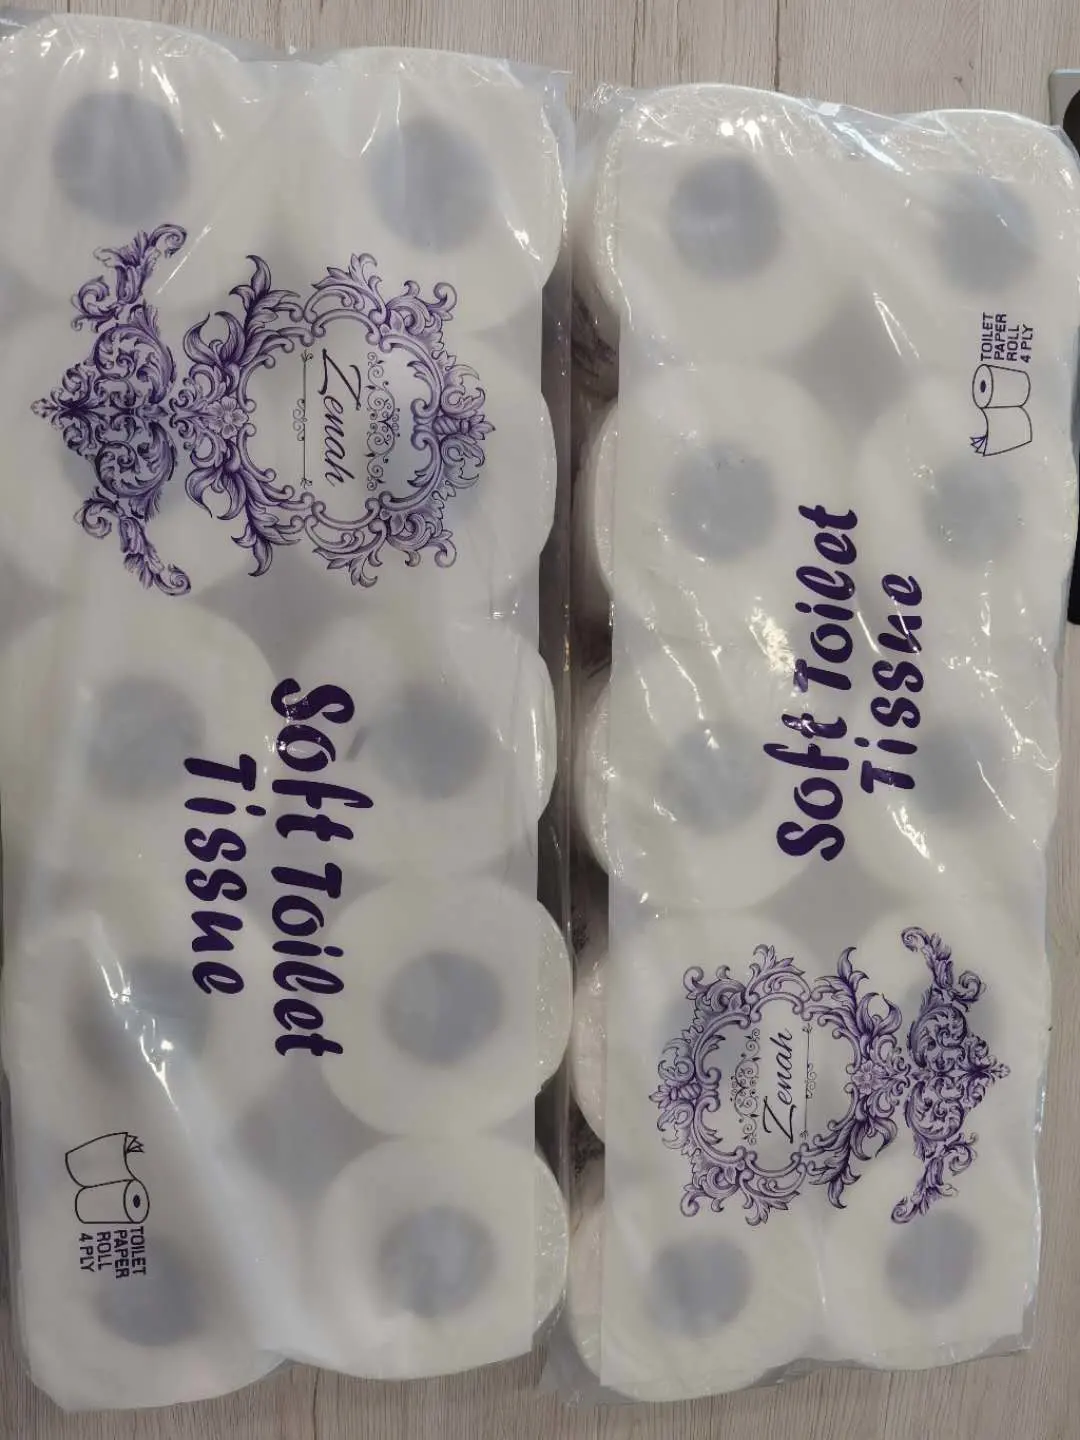 Zenah
Soft Toilet
Tissue
TOILET
PAPER
ROLL
4 PLY
Zenah
Soft Toilet
Tissue
TOILET
PAPER
ROLL
4 PLY